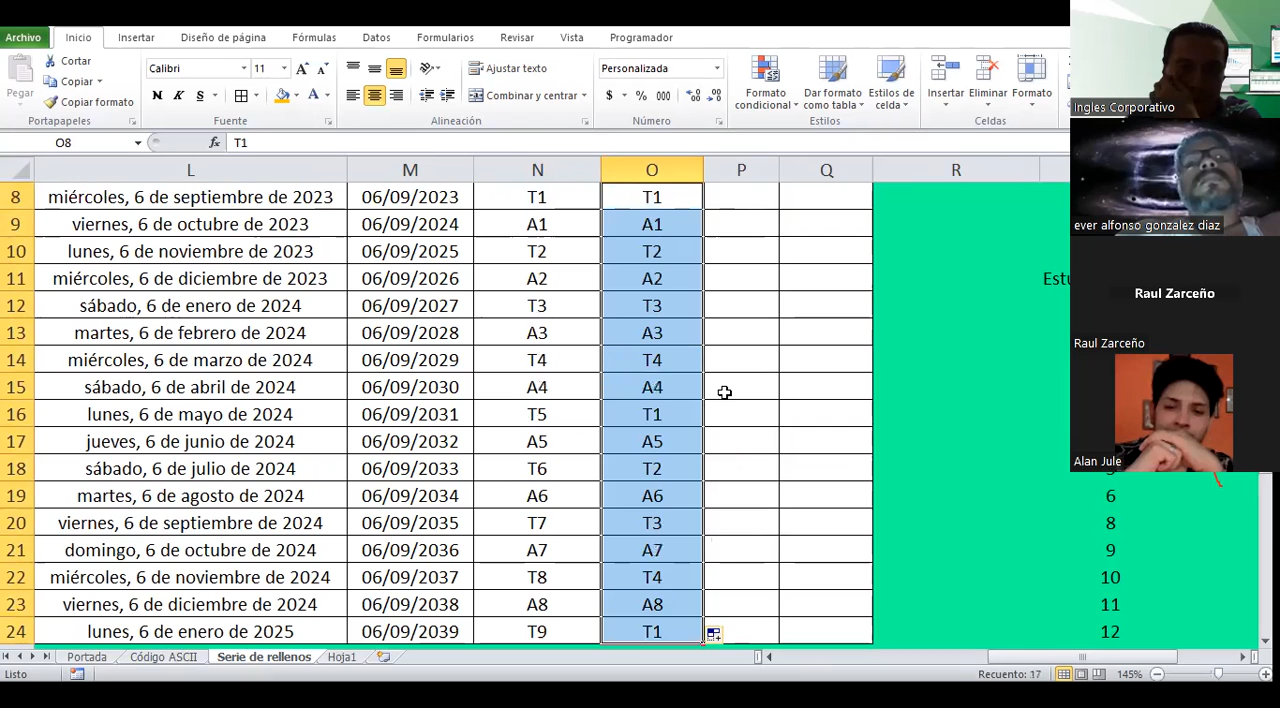 Archivo Inicio Insertar Diseño de página Fórmulas Datos Formularios Revisar Vista Programador
Cortar
Copiar
Copiar formato
Pegar
Portapapeles
Calibri 11
N K S
A
Fuente
Ajustar texto
Combinar y centrar
Alineación
Personalizada
$ % 000
Número
Formato condicional
Dar formato como tabla
Estilos de celda
Estilos
Insertar
Eliminar
Formato
Celdas
O8 fx T1
L M N O P Q R
8 miércoles, 6 de septiembre de 2023 06/09/2023 T1 T1
9 viernes, 6 de octubre de 2023 06/09/2024 A1 A1
10 lunes, 6 de noviembre de 2023 06/09/2025 T2 T2
11 miércoles, 6 de diciembre de 2023 06/09/2026 A2 A2
12 sábado, 6 de enero de 2024 06/09/2027 T3 T3
13 martes, 6 de febrero de 2024 06/09/2028 A3 A3
14 miércoles, 6 de marzo de 2024 06/09/2029 T4 T4
15 sábado, 6 de abril de 2024 06/09/2030 A4 A4
16 lunes, 6 de mayo de 2024 06/09/2031 T5 T1
17 jueves, 6 de junio de 2024 06/09/2032 A5 A5
18 sábado, 6 de julio de 2024 06/09/2033 T6 T2
19 martes, 6 de agosto de 2024 06/09/2034 A6 A6 6
20 viernes, 6 de septiembre de 2024 06/09/2035 T7 T3 8
21 domingo, 6 de octubre de 2024 06/09/2036 A7 A7 9
22 miércoles, 6 de noviembre de 2024 06/09/2037 T8 T4 10
23 viernes, 6 de diciembre de 2024 06/09/2038 A8 A8 11
24 lunes, 6 de enero de 2025 06/09/2039 T9 T1 12
Portada Código ASCII Serie de rellenos Hoja1
Listo Recuento: 17 145%
Ingles Corporativo
ever alfonso gonzalez diaz
Raul Zarceño
Raul Zarceño
Alan Jule